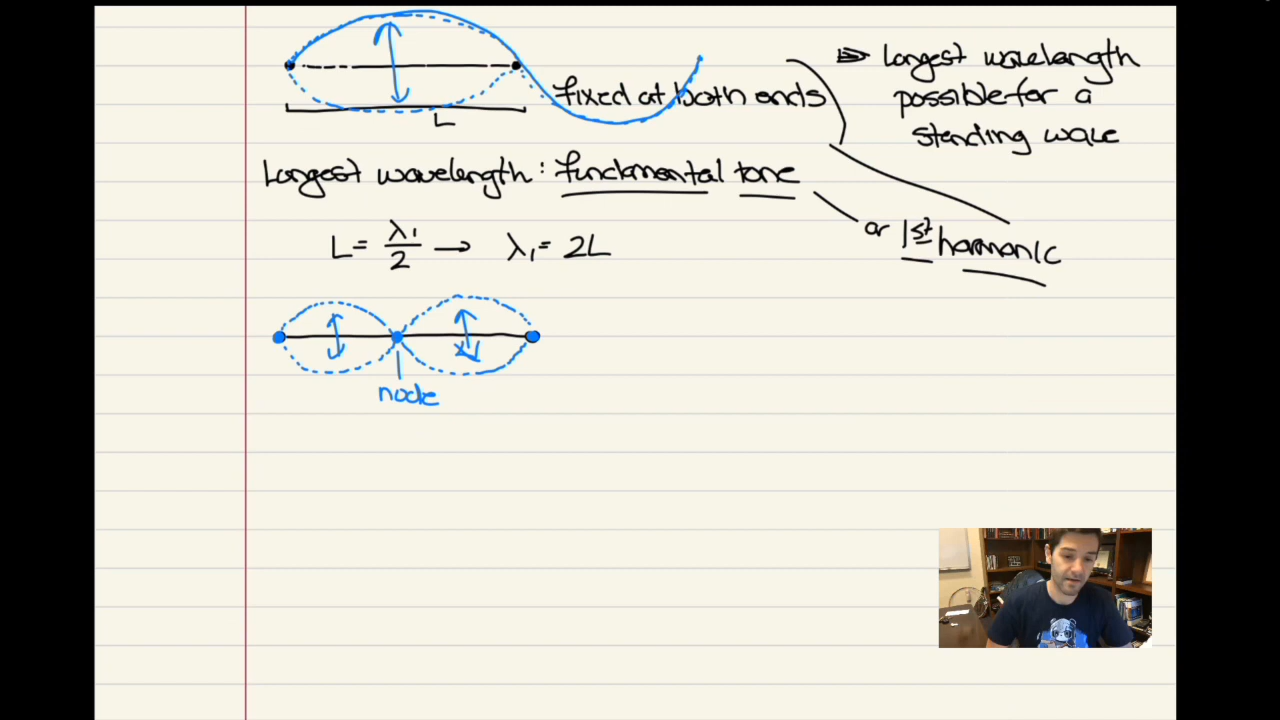 L
fixed at both ends
⇒ Longest wavelength
possible for a
standing wave
Longest wavelength: fundamental tone
or 1st harmonic
L = λ₁/2 → λ₁ = 2L
node